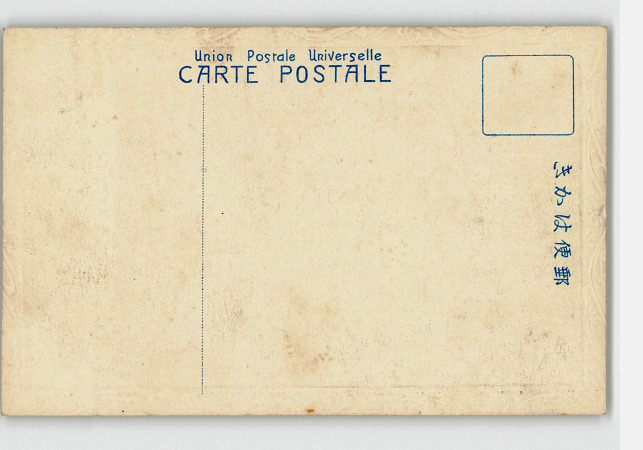 Union Postale Universelle
CARTE POSTALE
郵便はかき